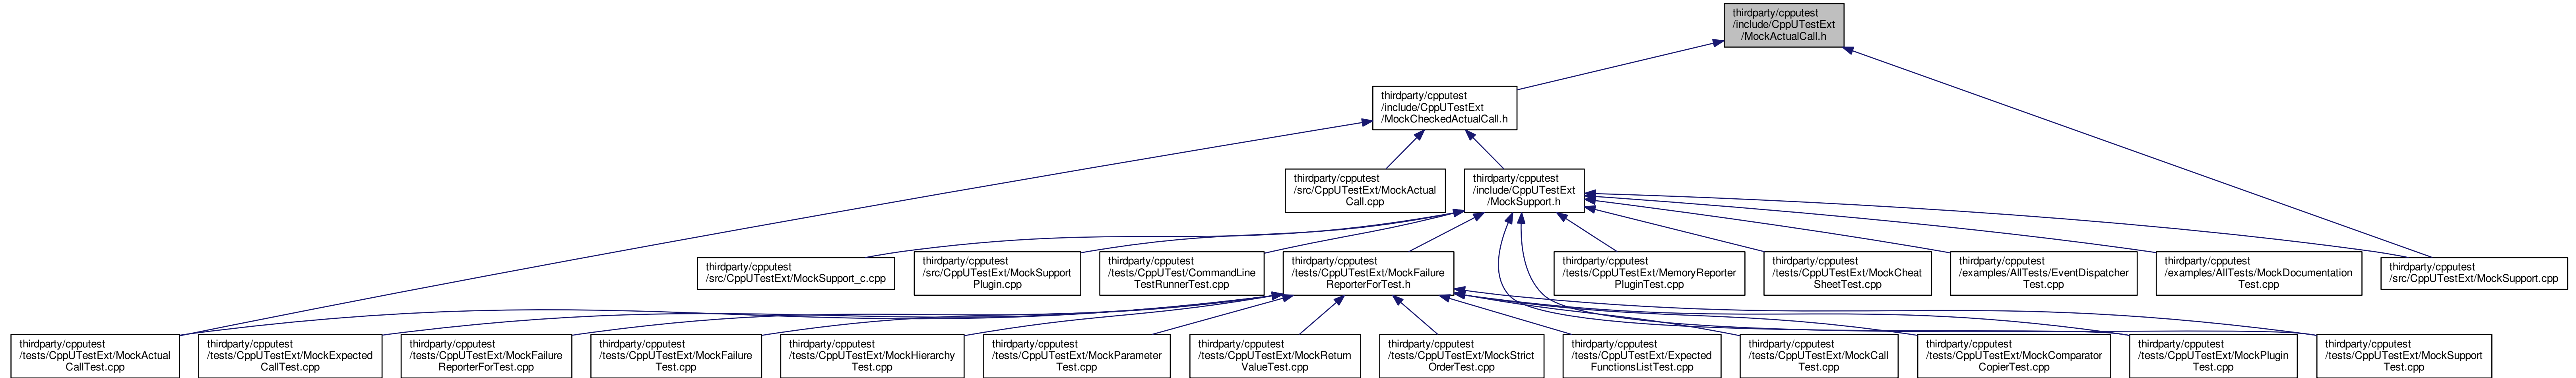 thirdparty/cpputest
/include/CppUTestExt
/MockActualCall.h
thirdparty/cpputest
/include/CppUTestExt
/MockCheckedActualCall.h
thirdparty/cpputest
/src/CppUTestExt/MockActual
Call.cpp
thirdparty/cpputest
/include/CppUTestExt
/MockSupport.h
thirdparty/cpputest
/src/CppUTestExt/MockSupport_c.cpp
thirdparty/cpputest
/src/CppUTestExt/MockSupport
Plugin.cpp
thirdparty/cpputest
/tests/CppUTest/CommandLine
TestRunnerTest.cpp
thirdparty/cpputest
/tests/CppUTestExt/MockFailure
ReporterForTest.h
thirdparty/cpputest
/tests/CppUTestExt/MemoryReporter
PluginTest.cpp
thirdparty/cpputest
/tests/CppUTestExt/MockCheat
SheetTest.cpp
thirdparty/cpputest
/examples/AllTests/EventDispatcher
Test.cpp
thirdparty/cpputest
/examples/AllTests/MockDocumentation
Test.cpp
thirdparty/cpputest
/src/CppUTestExt/MockSupport.cpp
thirdparty/cpputest
/tests/CppUTestExt/MockActual
CallTest.cpp
thirdparty/cpputest
/tests/CppUTestExt/MockExpected
CallTest.cpp
thirdparty/cpputest
/tests/CppUTestExt/MockFailure
ReporterForTest.cpp
thirdparty/cpputest
/tests/CppUTestExt/MockFailure
Test.cpp
thirdparty/cpputest
/tests/CppUTestExt/MockHierarchy
Test.cpp
thirdparty/cpputest
/tests/CppUTestExt/MockParameter
Test.cpp
thirdparty/cpputest
/tests/CppUTestExt/MockReturn
ValueTest.cpp
thirdparty/cpputest
/tests/CppUTestExt/MockStrict
OrderTest.cpp
thirdparty/cpputest
/tests/CppUTestExt/Expected
FunctionsListTest.cpp
thirdparty/cpputest
/tests/CppUTestExt/MockCall
Test.cpp
thirdparty/cpputest
/tests/CppUTestExt/MockComparator
CopierTest.cpp
thirdparty/cpputest
/tests/CppUTestExt/MockPlugin
Test.cpp
thirdparty/cpputest
/tests/CppUTestExt/MockSupport
Test.cpp